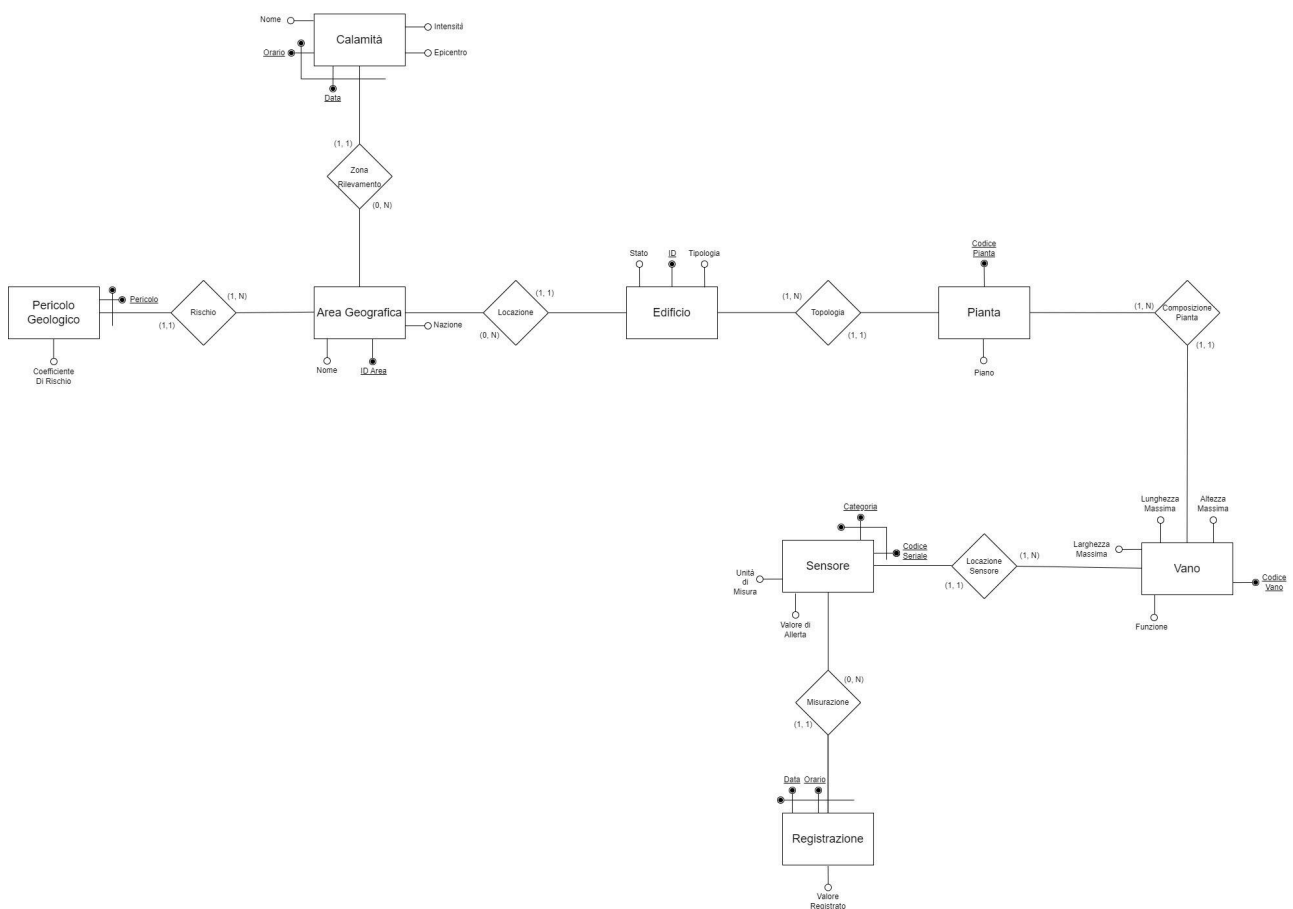 Nome
Intensità
Calamità
Orario
Epicentro
Data
(1, 1)
Zona
Rilevamento
(0, N)
Pericolo
Geologico
Pericolo
Coefficiente
Di Rischio
(1, N)
Rischio
(1,1)
Area Geografica
Nazione
Nome
ID Area
(1, 1)
Locazione
(0, N)
Stato
ID
Tipologia
Edificio
(1, N)
Topologia
(1, 1)
Codice
Pianta
Pianta
Piano
(1, N)
Composizione
Pianta
(1, 1)
Categoria
Codice
Seriale
Sensore
Unità
di
Misura
Valore di
Allerta
Locazione
Sensore
(1, N)
(1, 1)
Lunghezza
Massima
Altezza
Massima
Larghezza
Massima
Vano
Codice
Vano
Funzione
(0, N)
Misurazione
(1, 1)
Data
Orario
Registrazione
Valore
Registrato